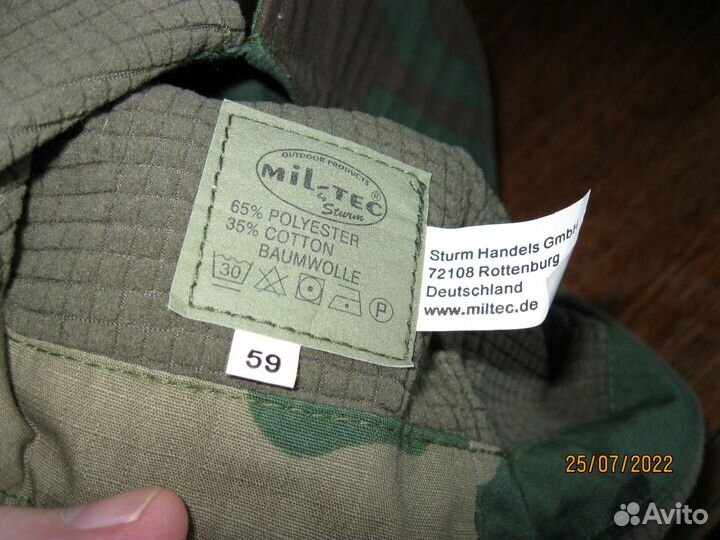 OUTDOOR PRODUCTS
MiL-TEC ®
by Sturm
65% POLYESTER
35% COTTON
BAUMWOLLE
30
P
59
Sturm Handels GmbH
72108 Rottenburg
Deutschland
www.miltec.de
25/07/2022
Avito